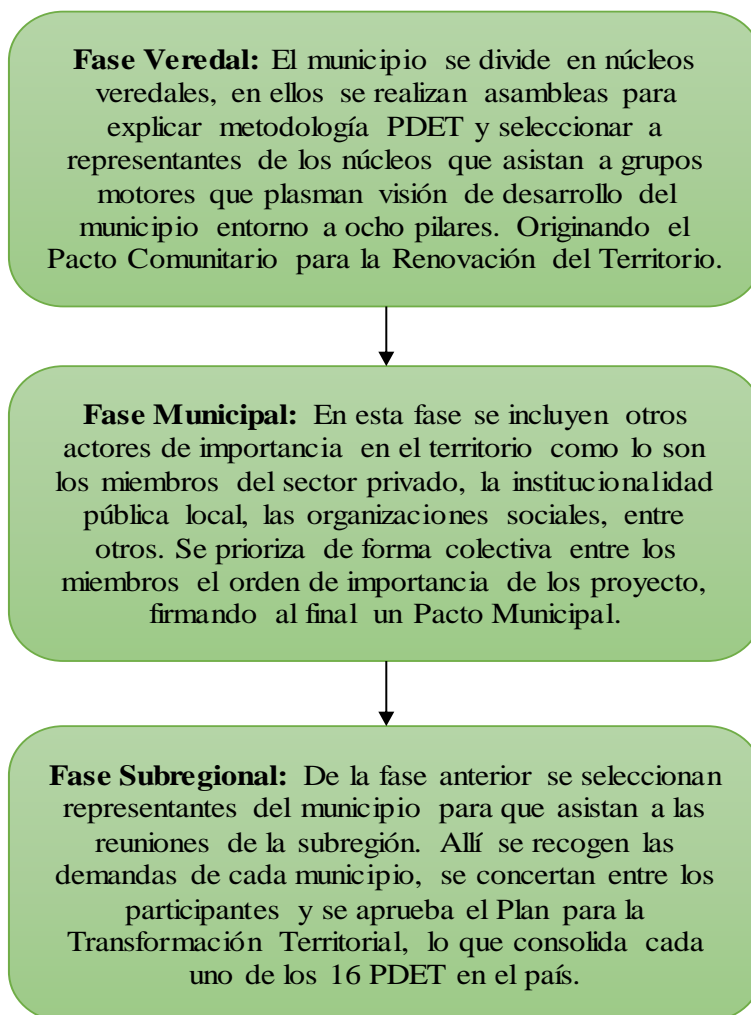 Fase Veredal: El municipio se divide en núcleos
veredales, en ellos se realizan asambleas para
explicar metodología PDET y seleccionar a
representantes de los núcleos que asistan a grupos
motores que plasman visión de desarrollo del
municipio entorno a ocho pilares. Originando el
Pacto Comunitario para la Renovación del Territorio.
Fase Municipal: En esta fase se incluyen otros
actores de importancia en el territorio como lo son
los miembros del sector privado, la institucionalidad
pública local, las organizaciones sociales, entre
otros. Se prioriza de forma colectiva entre los
miembros el orden de importancia de los proyecto,
firmando al final un Pacto Municipal.
Fase Subregional: De la fase anterior se seleccionan
representantes del municipio para que asistan a las
reuniones de la subregión. Allí se recogen las
demandas de cada municipio, se concertan entre los
participantes y se aprueba el Plan para la
Transformación Territorial, lo que consolida cada
uno de los 16 PDET en el país.